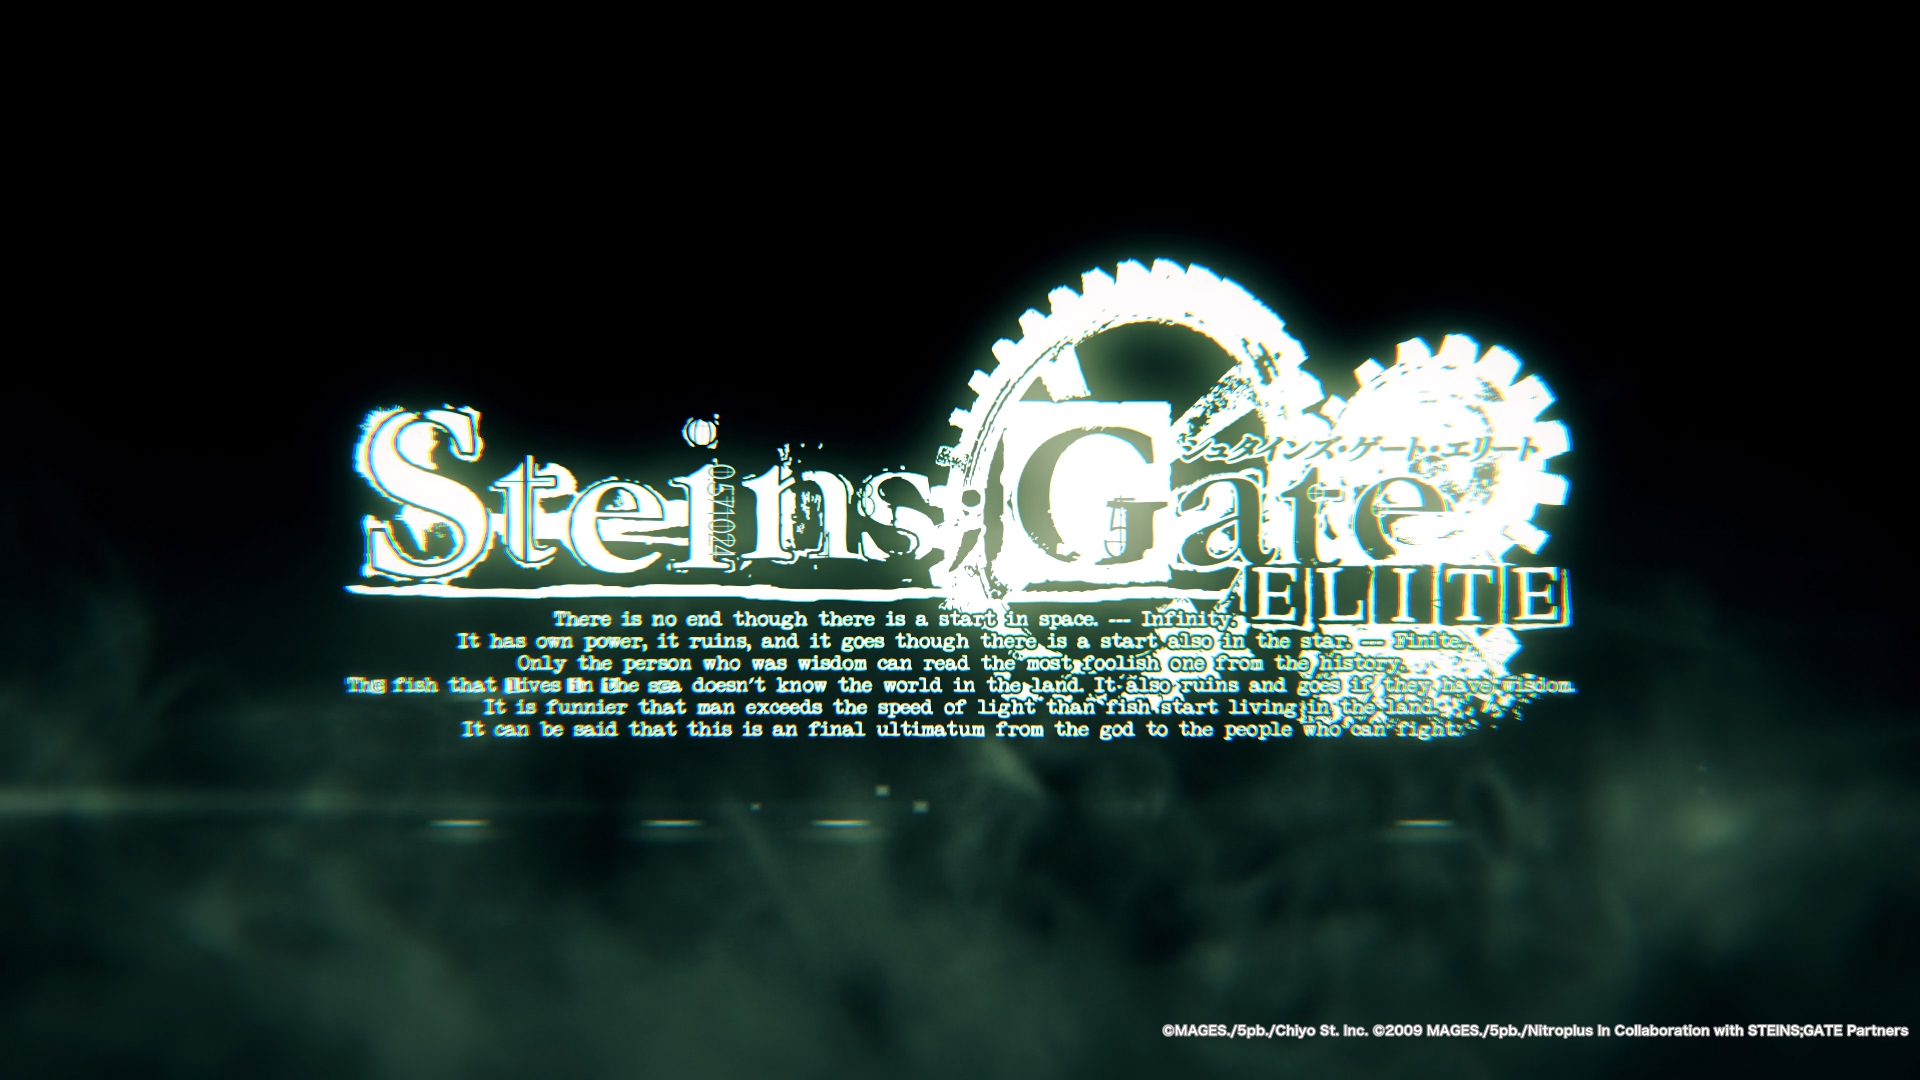 Steins;Gate
シュタインズ・ゲート・エリート
0.571024
ELITE
There is no end though there is a start in space. --- Infinity.
It has own power, it ruins, and it goes though there is a start also in the star. --- Finite.
Only the person who was wisdom can read the most foolish one from the history.
The fish that lives in the sea doesn't know the world in the land. It also ruins and goes if they have wisdom.
It is funnier that man exceeds the speed of light than fish start living in the land.
It can be said that this is an final ultimatum from the god to the people who can fight.
©MAGES./5pb./Chiyo St. Inc. ©2009 MAGES./5pb./Nitroplus In Collaboration with STEINS;GATE Partners